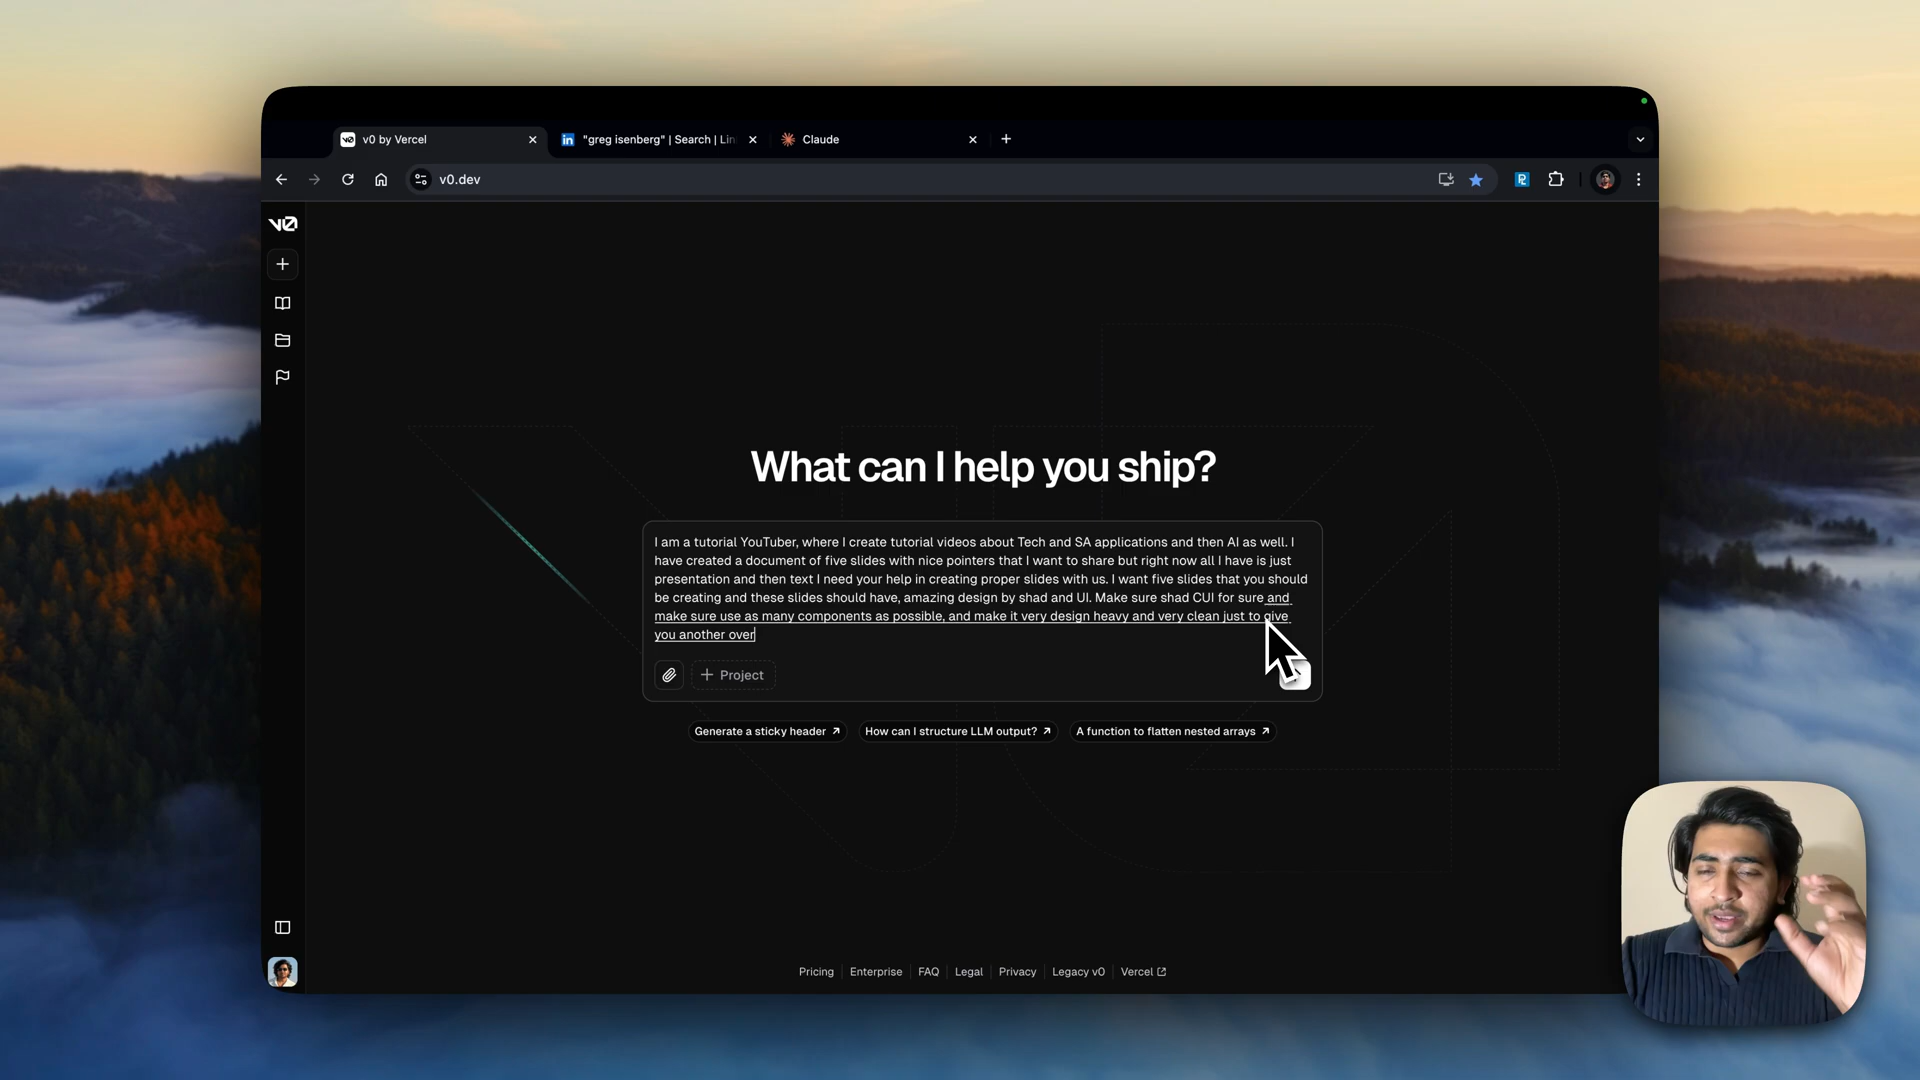 v0 by Vercel
"greg isenberg" | Search | Lin
Claude
v0.dev
v0
What can I help you ship?
I am a tutorial YouTuber, where I create tutorial videos about Tech and SA applications and then AI as well. I
have created a document of five slides with nice pointers that I want to share but right now all I have is just
presentation and then text I need your help in creating proper slides with us. I want five slides that you should
be creating and these slides should have, amazing design by shad and UI. Make sure shad CUI for sure and
make sure use as many components as possible, and make it very design heavy and very clean just to give
you another over
Project
Generate a sticky header
How can I structure LLM output?
A function to flatten nested arrays
Pricing
Enterprise
FAQ
Legal
Privacy
Legacy v0
Vercel